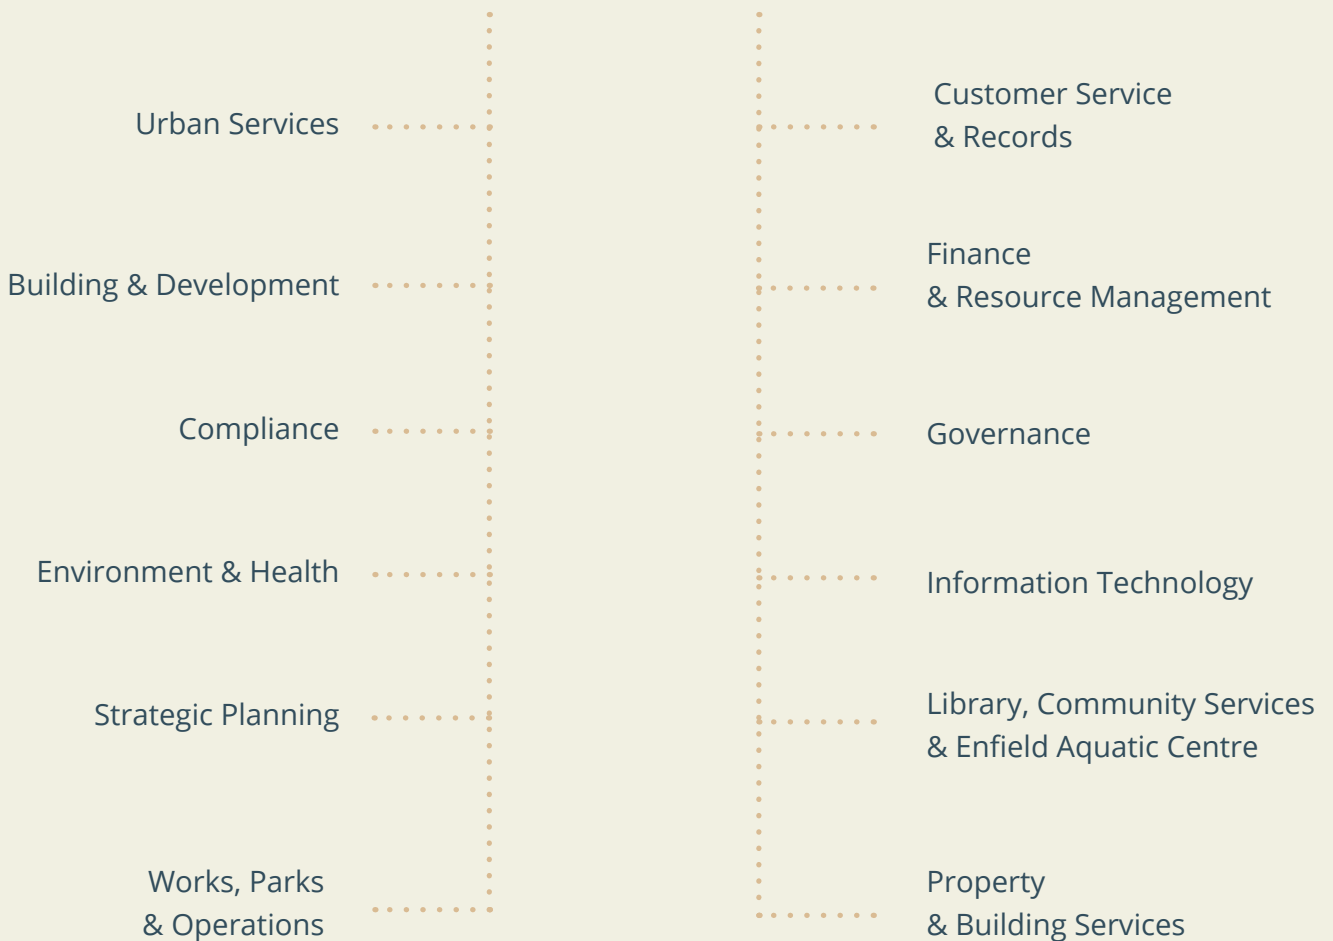 Urban Services
Building & Development
Compliance
Environment & Health
Strategic Planning
Works, Parks
& Operations
Customer Service
& Records
Finance
& Resource Management
Governance
Information Technology
Library, Community Services
& Enfield Aquatic Centre
Property
& Building Services